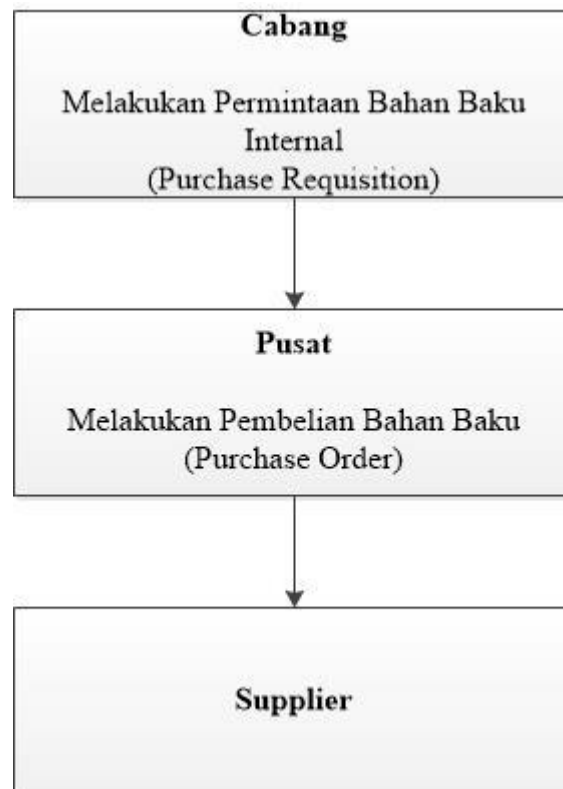 Cabang
Melakukan Permintaan Bahan Baku
Internal
(Purchase Requisition)
Pusat
Melakukan Pembelian Bahan Baku
(Purchase Order)
Supplier